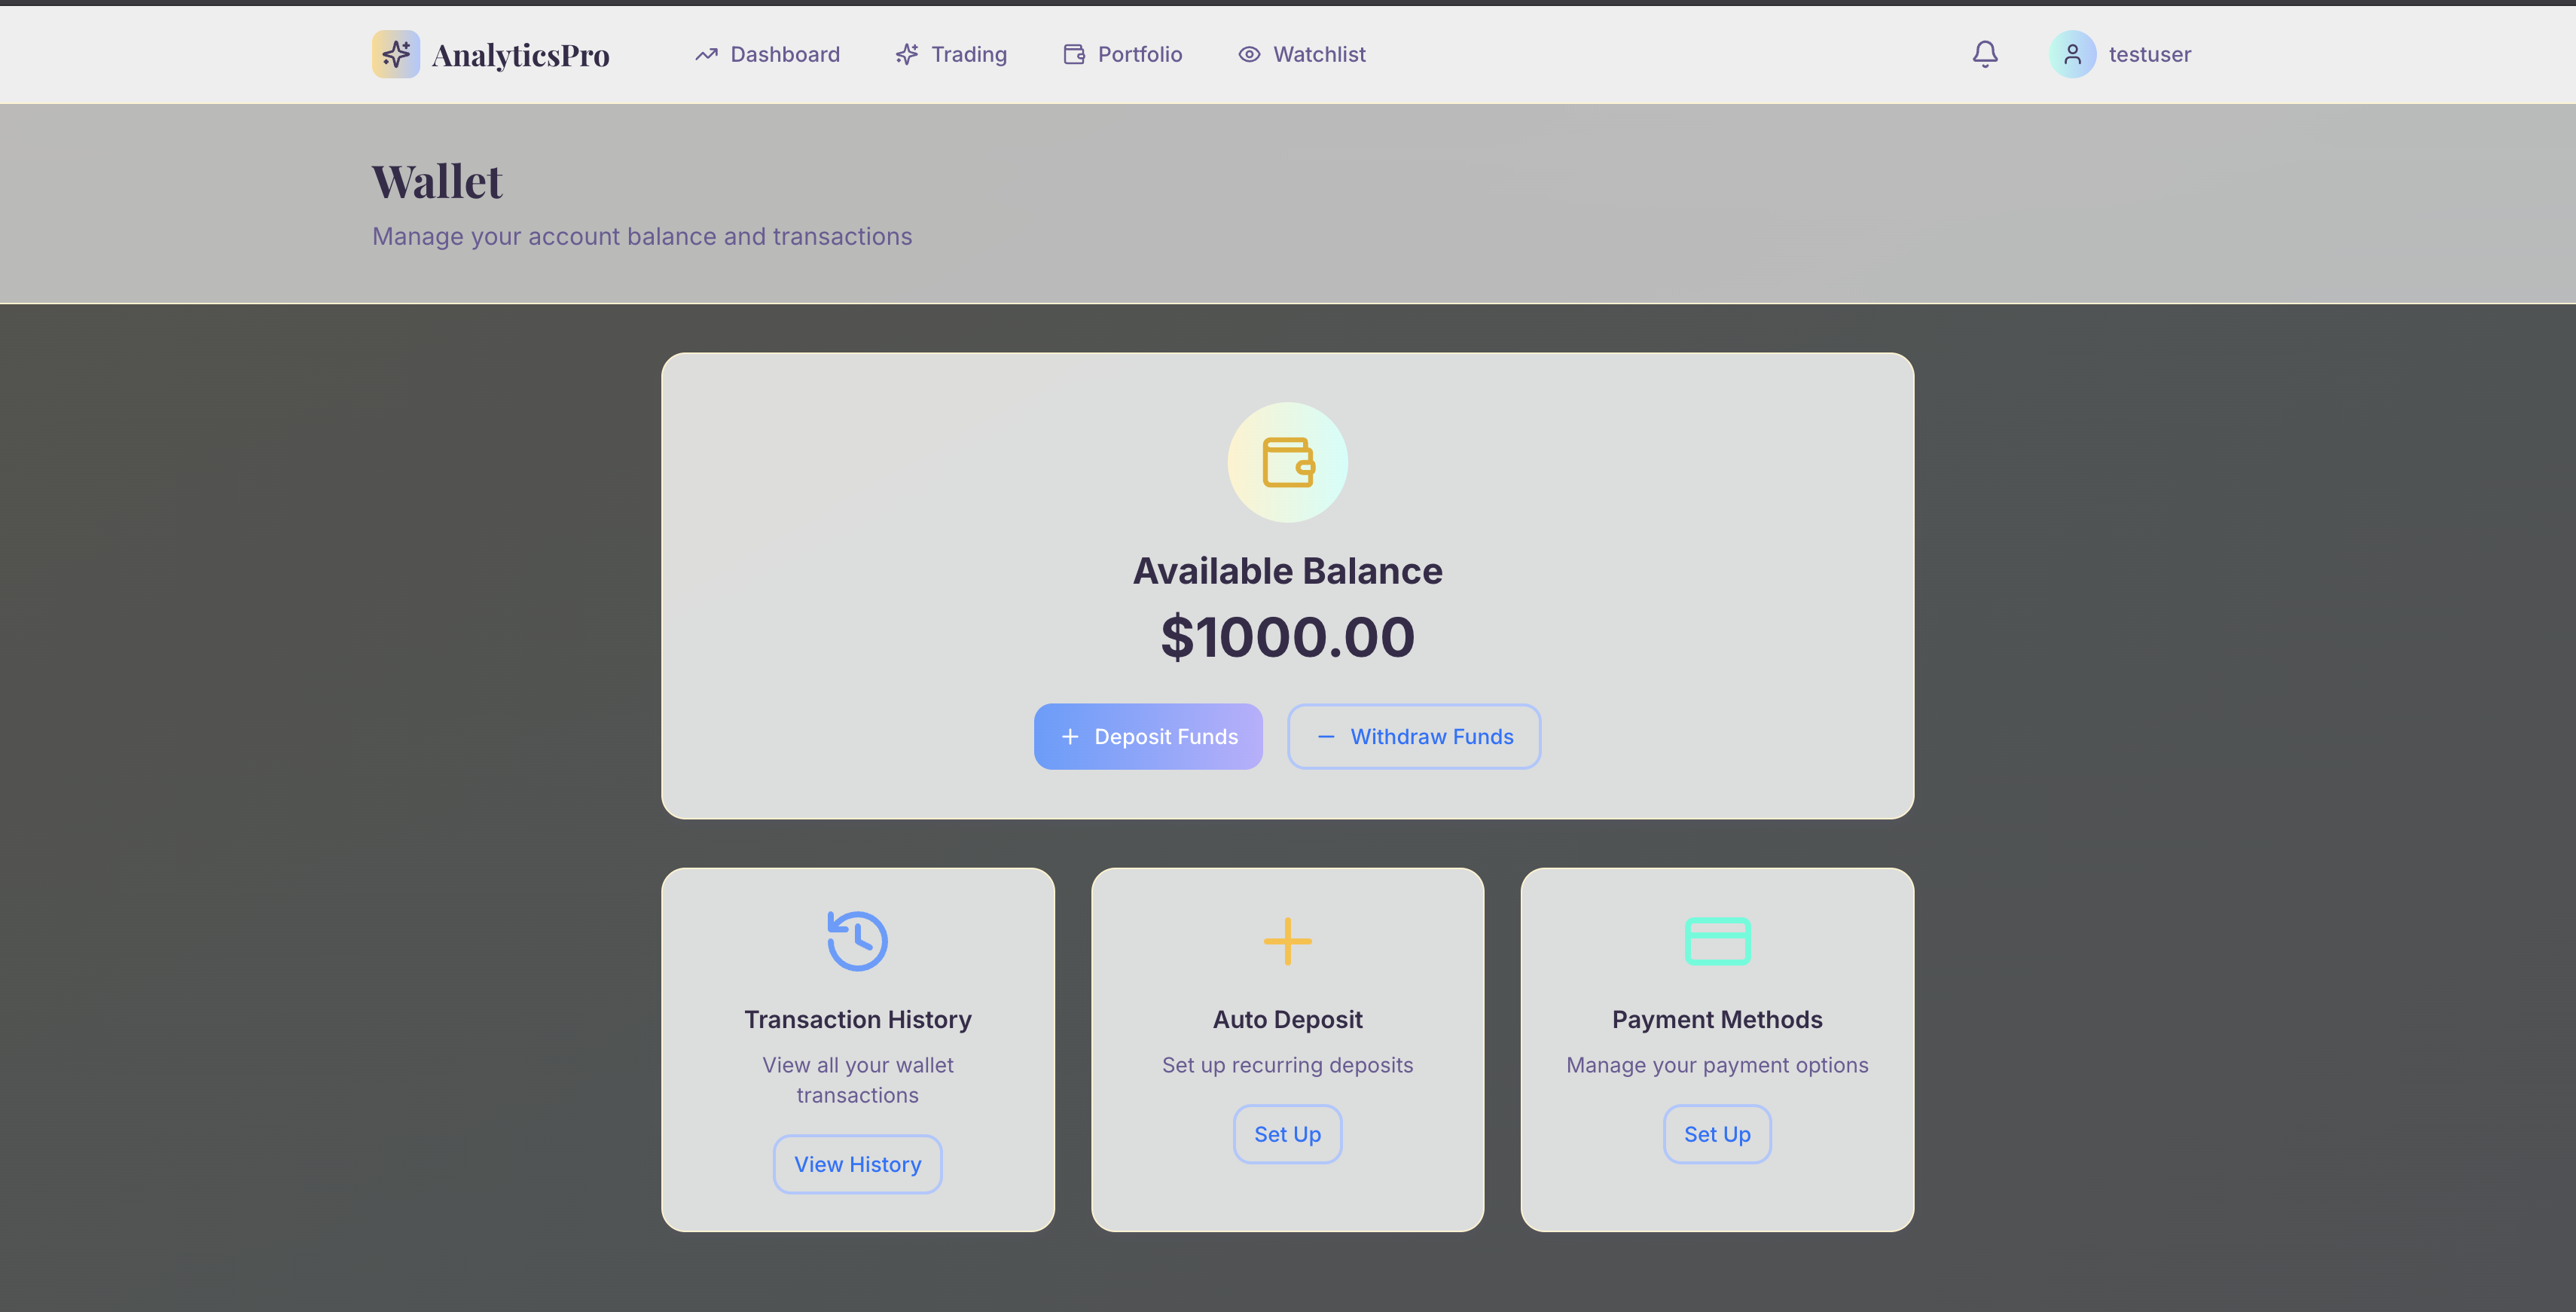 AnalyticsPro
Dashboard
Trading
Portfolio
Watchlist
testuser
Wallet
Manage your account balance and transactions
Available Balance
$1000.00
Deposit Funds
Withdraw Funds
Transaction History
View all your wallet
transactions
View History
Auto Deposit
Set up recurring deposits
Set Up
Payment Methods
Manage your payment options
Set Up